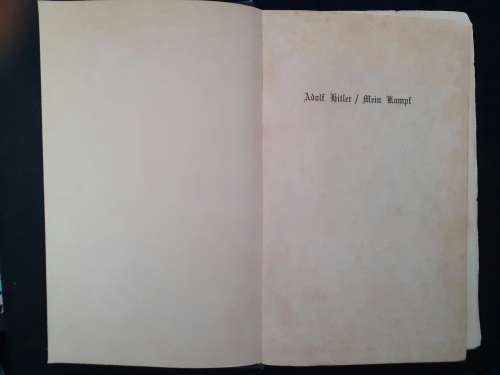 Adolf Hitler / Mein Kampf